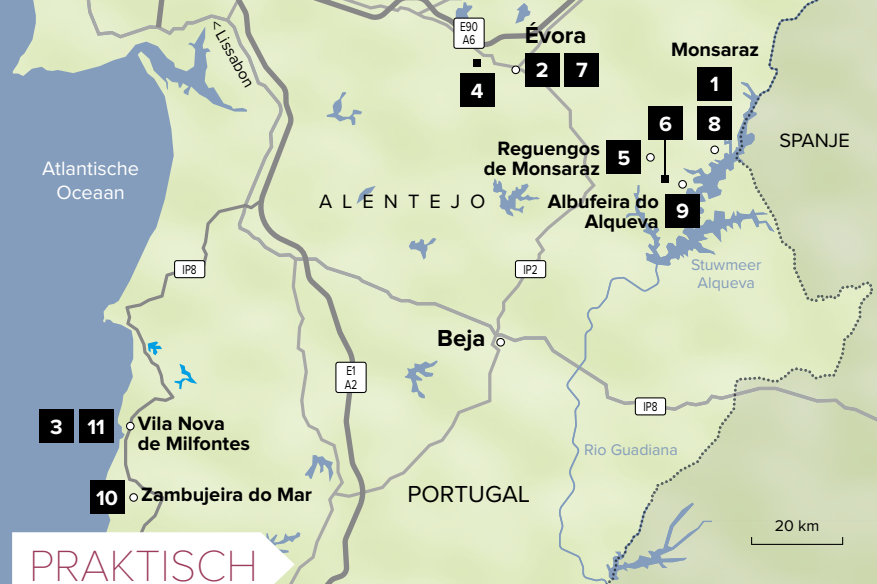 E90
A6
< Lissabon
Évora
2 7
4
Monsaraz
1
6
8
SPANJE
Reguengos
de Monsaraz
5
Atlantische
Oceaan
ALENTEJO
Albufeira do
Alqueva
9
IP8
IP2
Stuwmeer
Alqueva
Beja
E1
A2
IP8
3 11
Vila Nova
de Milfontes
Rio Guadiana
10
Zambujeira do Mar
PORTUGAL
20 km
PRAKTISCH